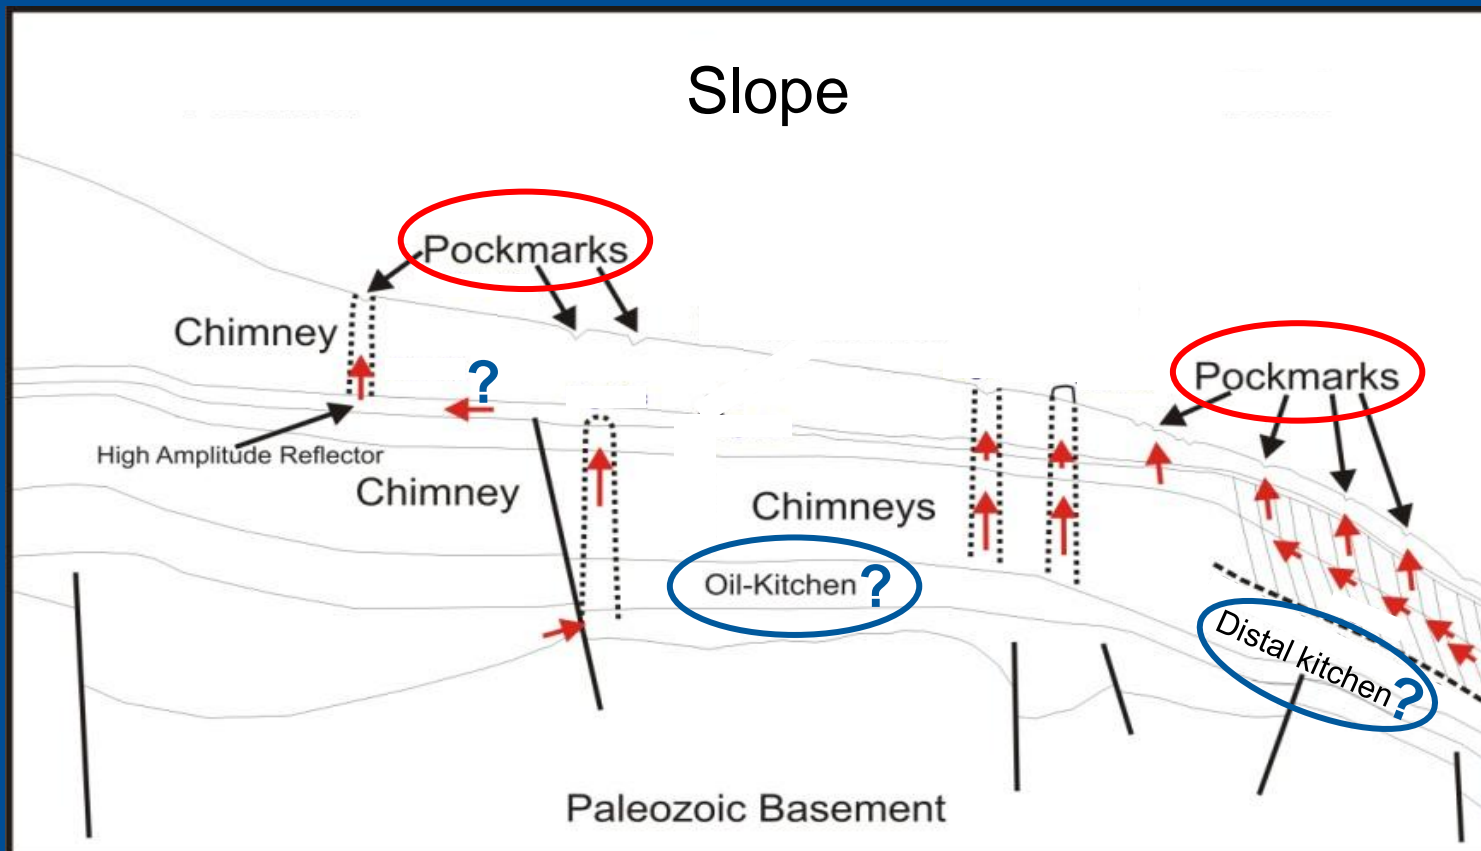 Slope
Pockmarks
Chimney
?
Pockmarks
High Amplitude Reflector
Chimney
Chimneys
Oil-Kitchen ?
Distal kitchen ?
Paleozoic Basement